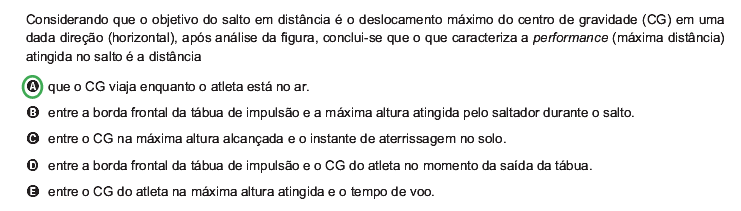 Considerando que o objetivo do salto em distância é o deslocamento máximo do centro de gravidade (CG) em uma
dada direção (horizontal), após análise da figura, conclui-se que o que caracteriza a performance (máxima distância)
atingida no salto é a distância
A que o CG viaja enquanto o atleta está no ar.
B entre a borda frontal da tábua de impulsão e a máxima altura atingida pelo saltador durante o salto.
C entre o CG na máxima altura alcançada e o instante de aterrissagem no solo.
D entre a borda frontal da tábua de impulsão e o CG do atleta no momento da saída da tábua.
E entre o CG do atleta na máxima altura atingida e o tempo de voo.